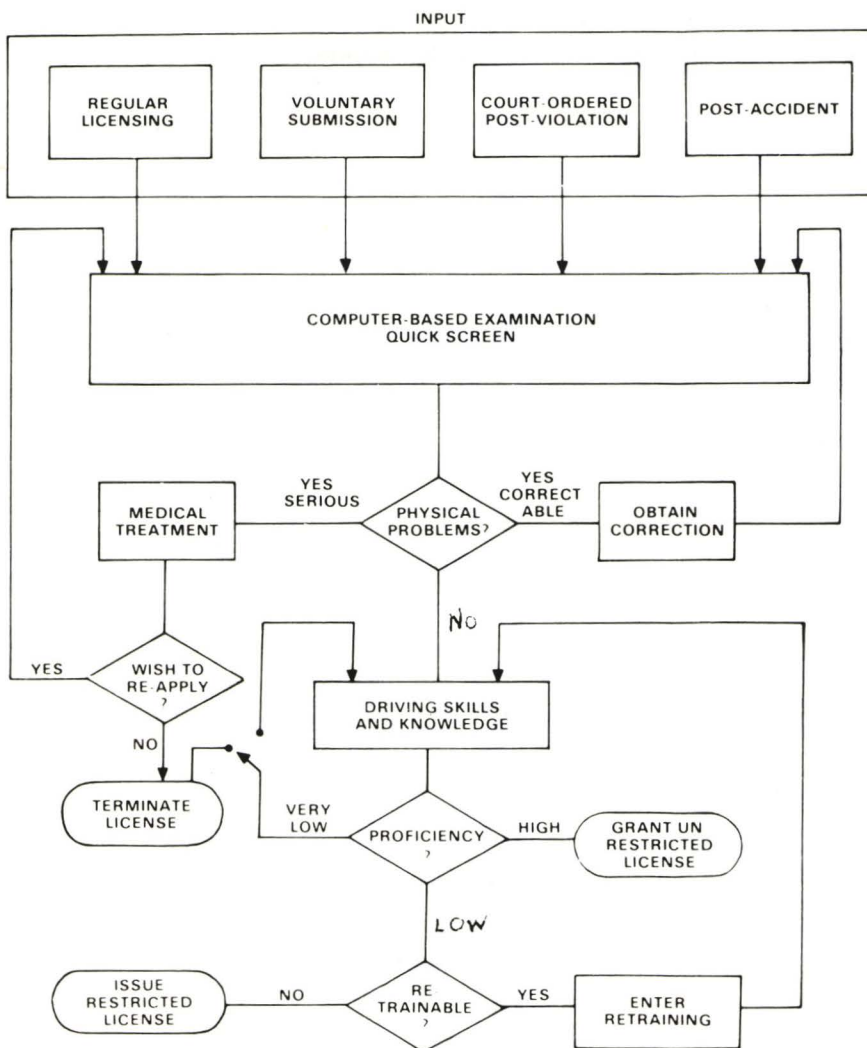 INPUT
REGULAR
LICENSING
VOLUNTARY
SUBMISSION
COURT-ORDERED
POST-VIOLATION
POST-ACCIDENT
COMPUTER-BASED EXAMINATION
QUICK SCREEN
MEDICAL
TREATMENT
YES
SERIOUS
PHYSICAL
PROBLEMS?
YES
CORRECT
ABLE
OBTAIN
CORRECTION
NO
YES
WISH TO
RE-APPLY
?
NO
TERMINATE
LICENSE
DRIVING SKILLS
AND KNOWLEDGE
VERY
LOW
PROFICIENCY
?
HIGH
GRANT UN
RESTRICTED
LICENSE
LOW
ISSUE
RESTRICTED
LICENSE
NO
RE
TRAINABLE
?
YES
ENTER
RETRAINING